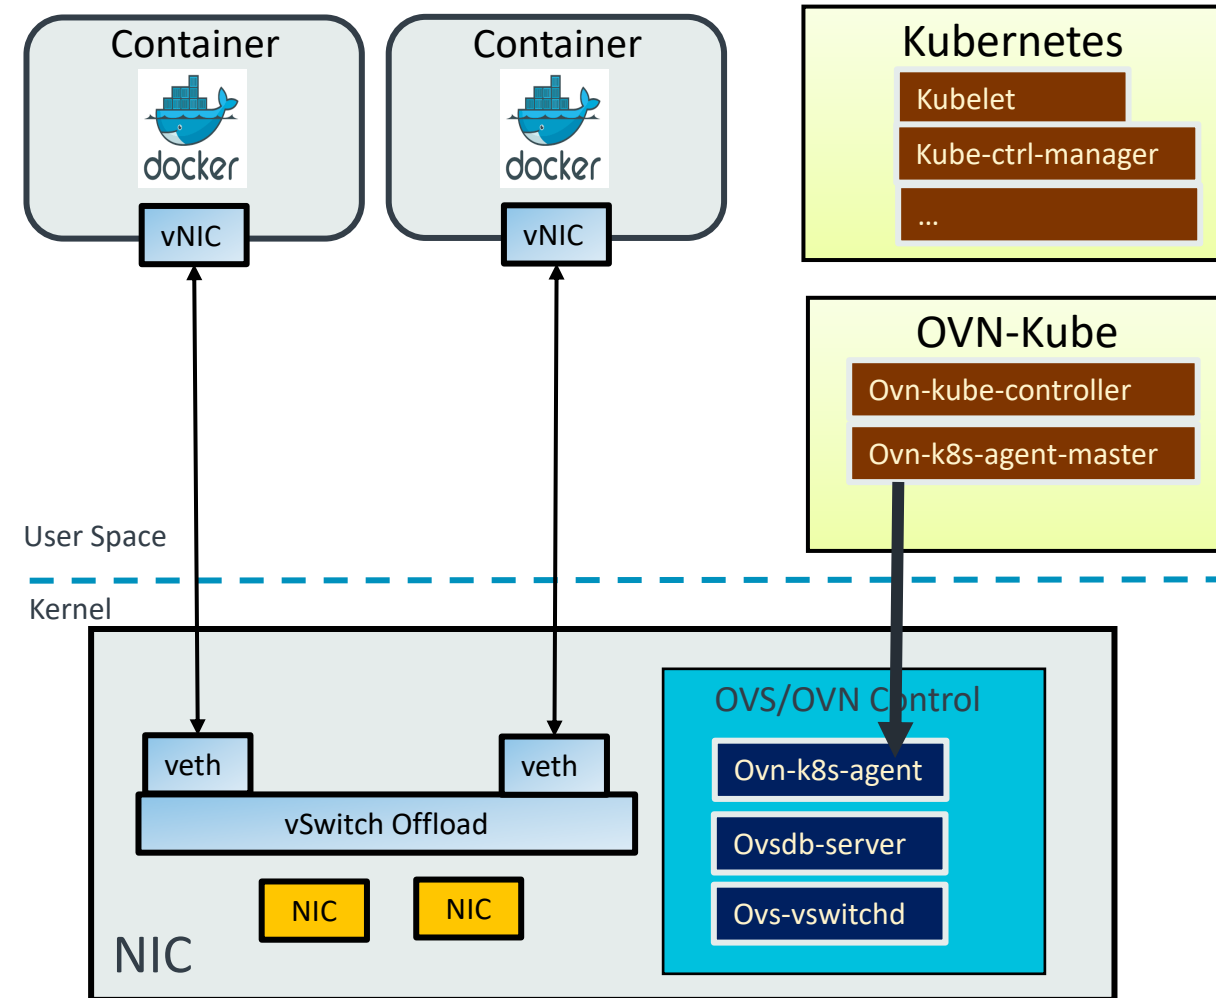 Container
docker
vNIC
Container
docker
vNIC
Kubernetes
Kubelet
Kube-ctrl-manager
...
OVN-Kube
Ovn-kube-controller
Ovn-k8s-agent-master
User Space
Kernel
veth
veth
vSwitch Offload
NIC
NIC
NIC
OVS/OVN Control
Ovn-k8s-agent
Ovsdb-server
Ovs-vswitchd